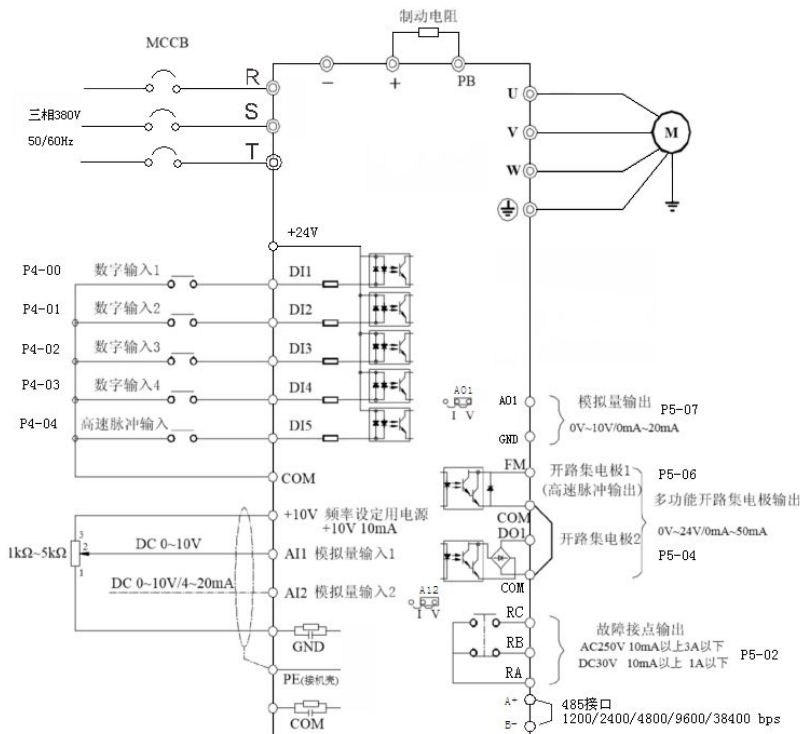 制动电阻
MCCB
R
−
+
PB
三相380V
S
50/60Hz
T
U
V
M
W
+24V
P4-00
数字输入1
DI1
P4-01
数字输入2
DI2
P4-02
数字输入3
DI3
P4-03
数字输入4
DI4
P4-04
高速脉冲输入
DI5
COM
AO1
I V
AO1
模拟量输出
P5-07
0V~10V/0mA~20mA
GND
FM
开路集电极1
P5-06
(高速脉冲输出)
多功能开路集电极输出
COM
DO1
开路集电极2
0V~24V/0mA~50mA
P5-04
COM
+10V 频率设定用电源
+10V 10mA
1kΩ~5kΩ
3
2
1
DC 0~10V
AI1 模拟量输入1
DC 0~10V/4~20mA
AI2 模拟量输入2
AI2
I V
GND
PE(接机壳)
COM
RC
故障接点输出
RB
AC250V 10mA以上3A以下
DC30V 10mA以上 1A以下
P5-02
RA
A+
485接口
1200/2400/4800/9600/38400 bps
B-